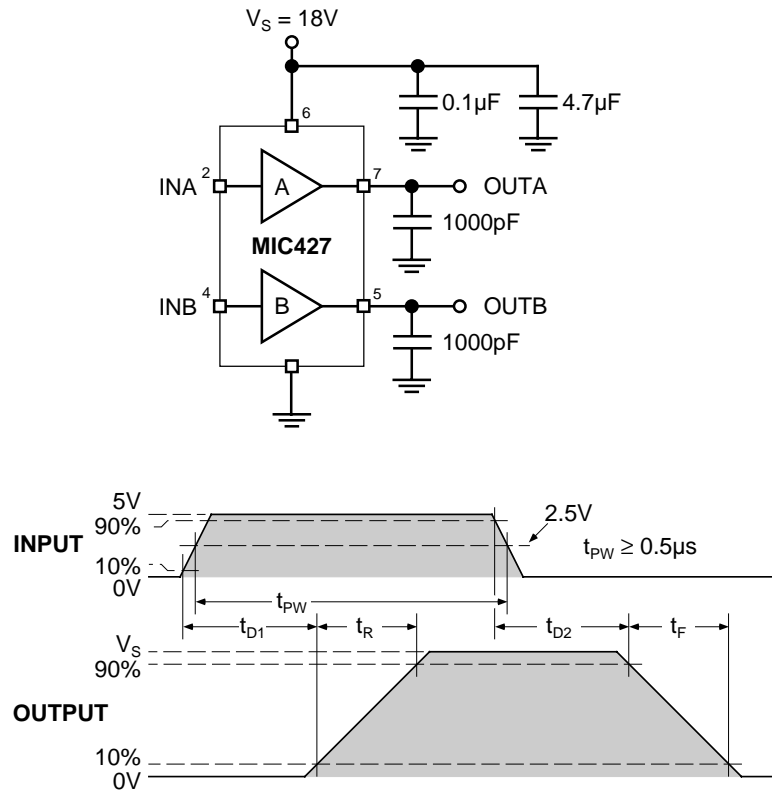 V_S = 18V
6
0.1µF
4.7µF
INA
2
A
7
OUTA
1000pF
MIC427
INB
4
B
5
OUTB
1000pF
INPUT
5V
90%
10%
0V
2.5V
t_PW ≥ 0.5µs
t_PW
t_D1
t_R
t_D2
t_F
OUTPUT
V_S
90%
10%
0V